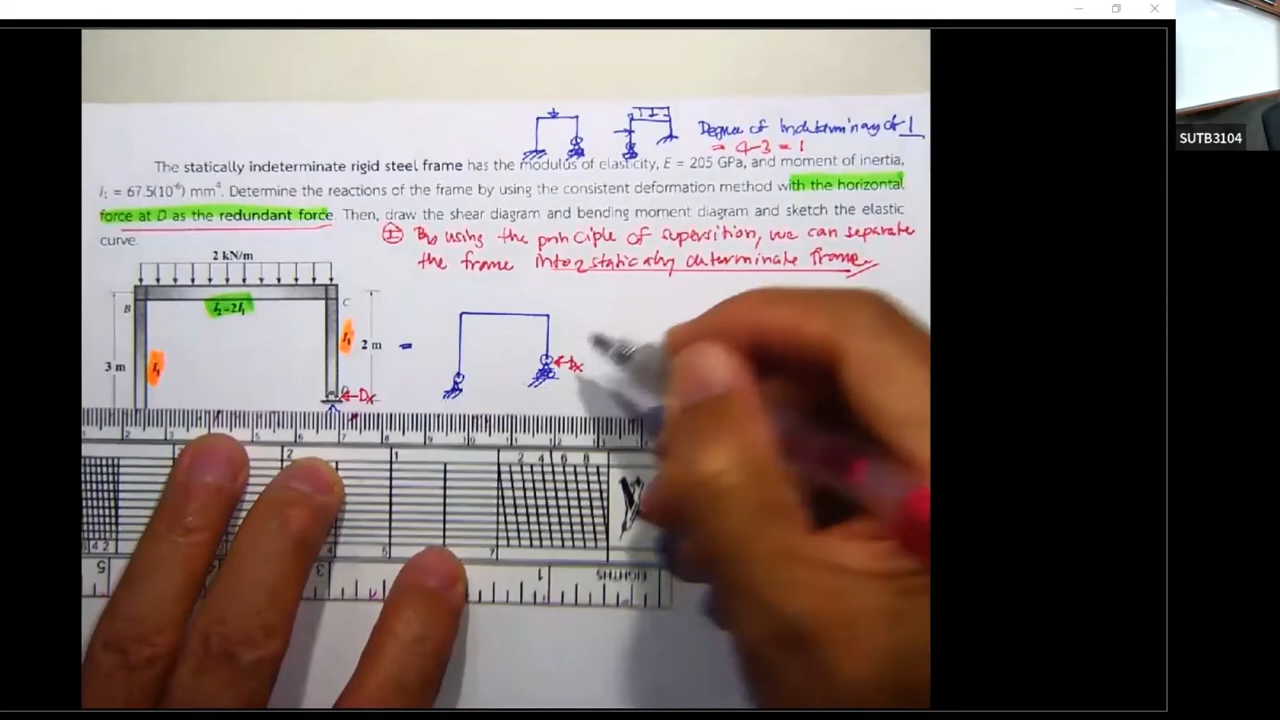 Degree of Indeterminay of 1
= 4-3 = 1
The statically indeterminate rigid steel frame has the modulus of elasticity, E = 205 GPa, and moment of inertia,
I₁ = 67.5(10⁶) mm⁴. Determine the reactions of the frame by using the consistent deformation method with the horizontal
force at D as the redundant force. Then, draw the shear diagram and bending moment diagram and sketch the elastic
curve.
I By using the principle of supersition, we can separate
the frame into 2 statically determinate frame
2 kN/m
B
I₂=2I₁
C
3 m
I₁
I₁
2 m
=
Dx
Dx
SUTB3104